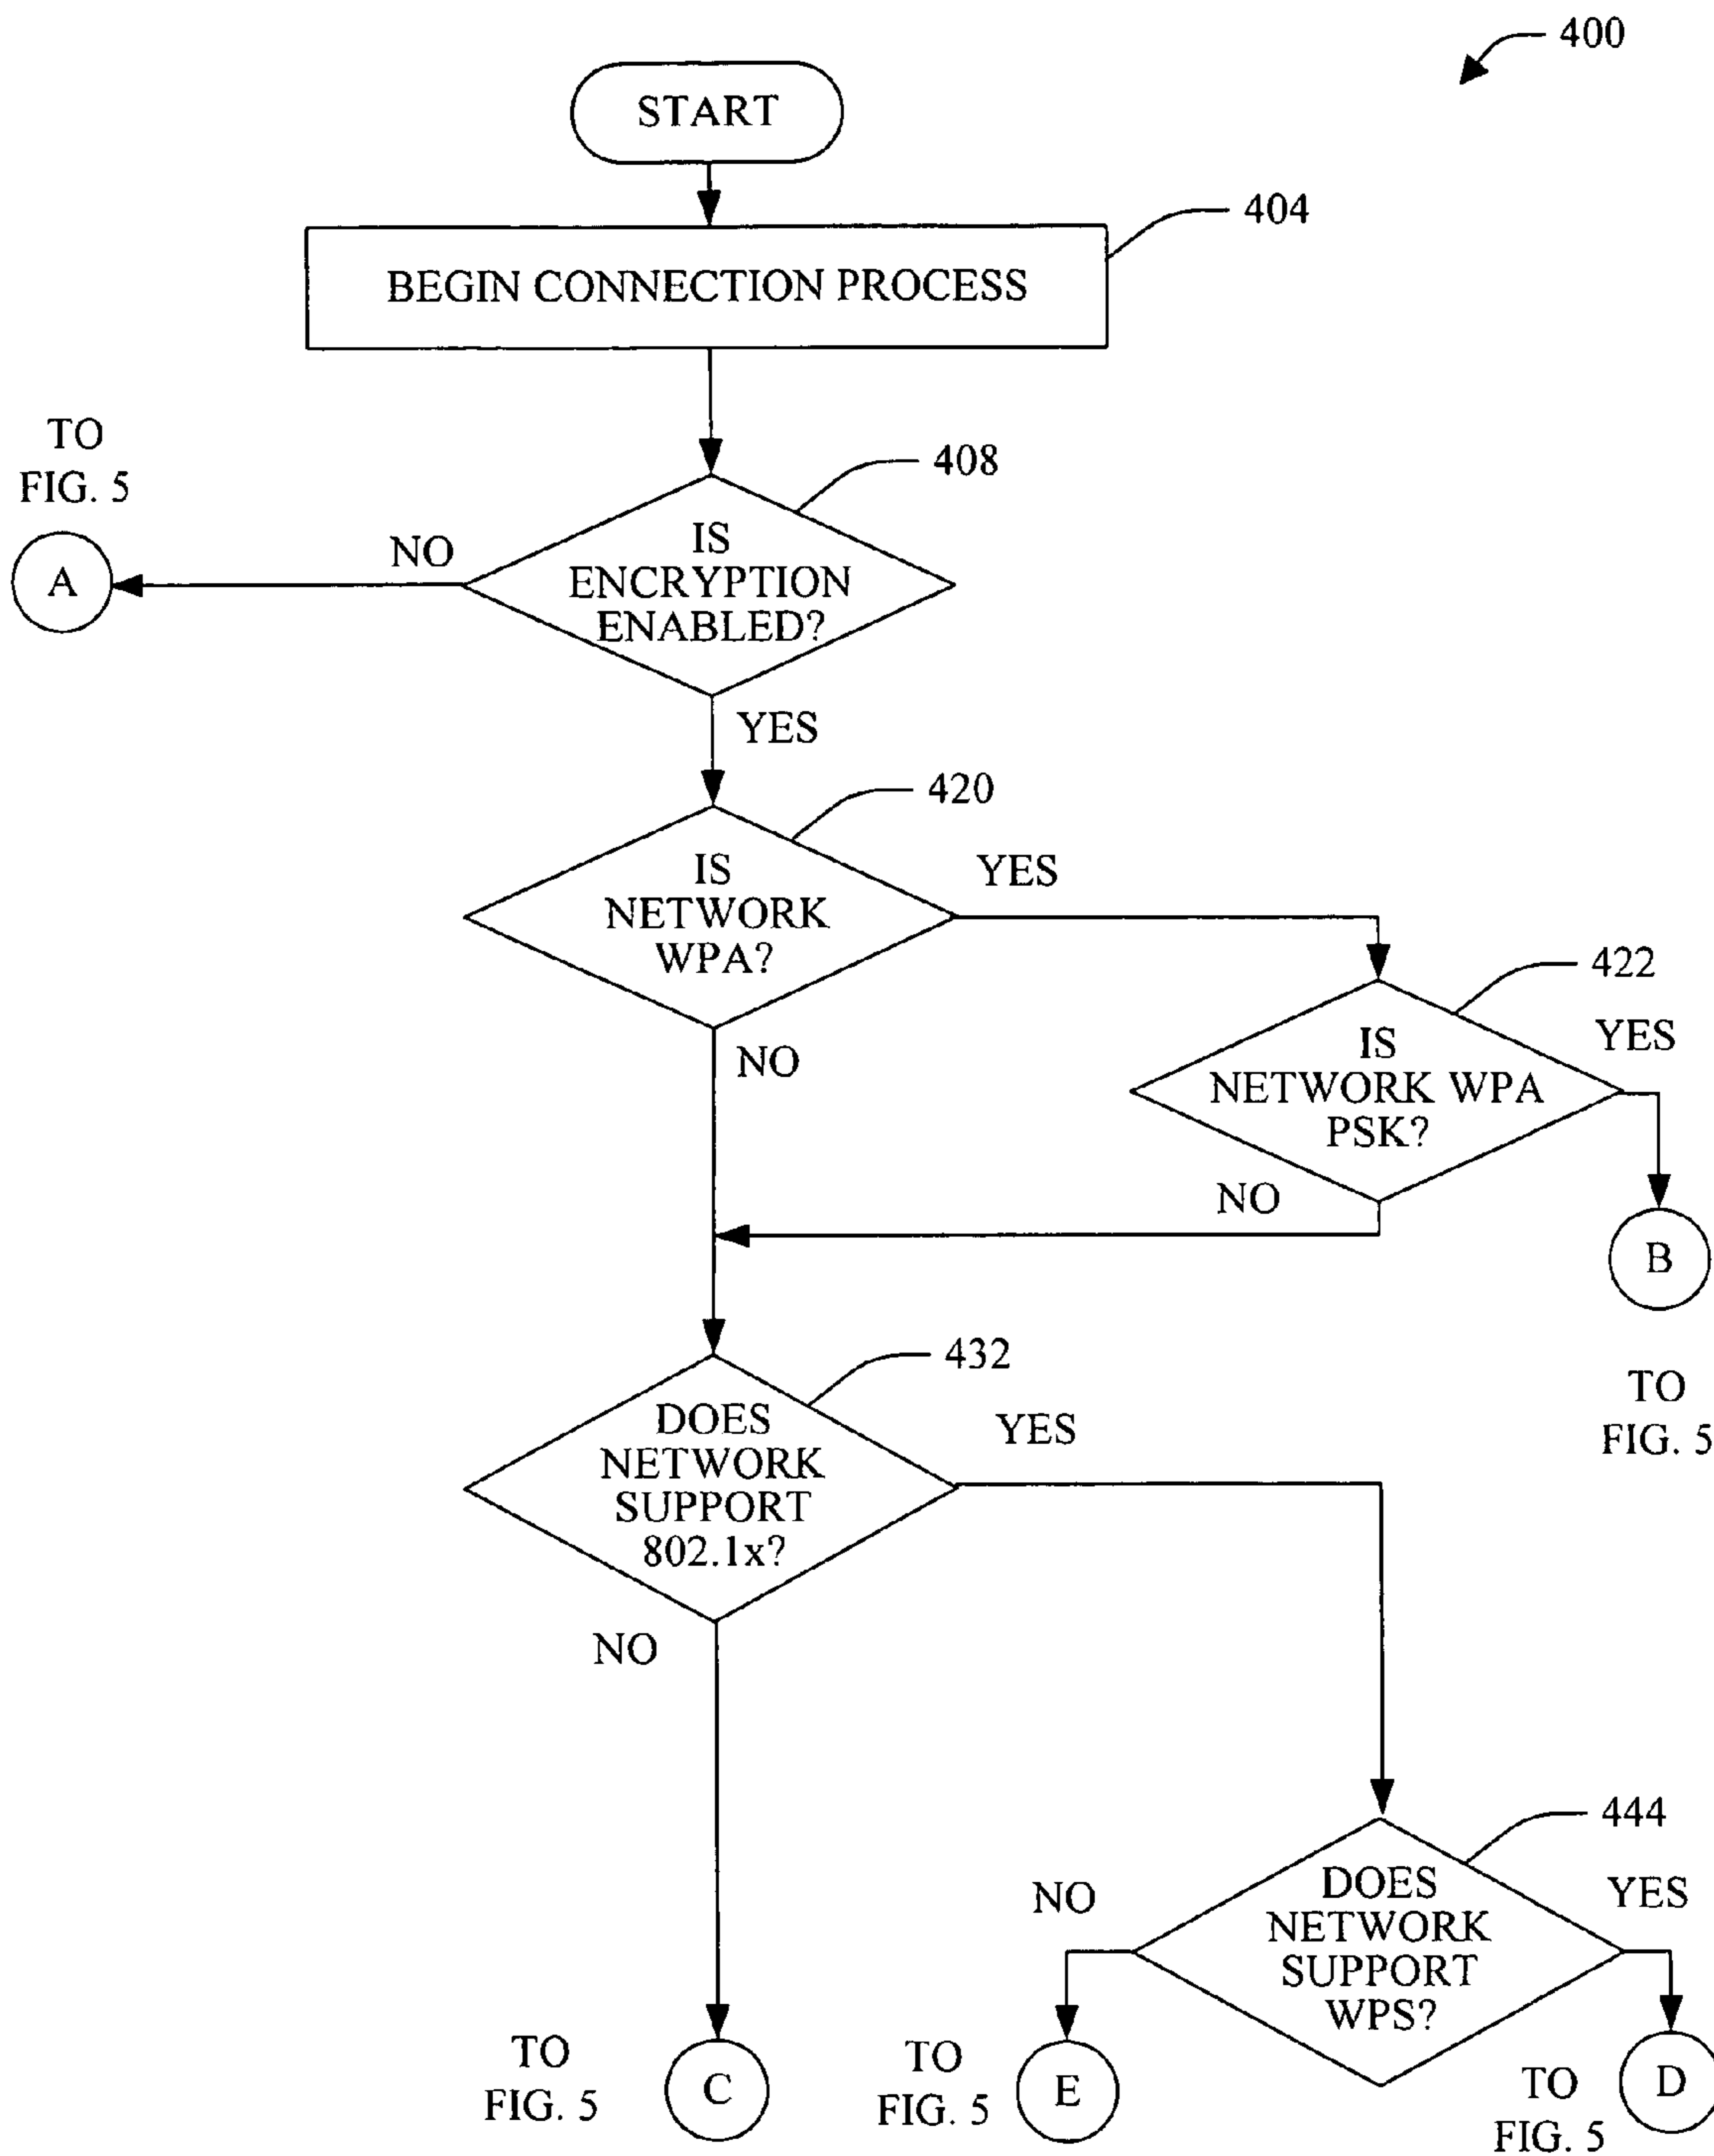 400
START
404
BEGIN CONNECTION PROCESS
TO
FIG. 5
408
A
NO
IS
ENCRYPTION
ENABLED?
YES
420
IS
NETWORK
WPA?
YES
422
NO
IS
NETWORK WPA
PSK?
YES
NO
B
TO
FIG. 5
432
DOES
NETWORK
SUPPORT
802.1x?
YES
NO
444
NO
DOES
NETWORK
SUPPORT
WPS?
YES
TO
FIG. 5
C
TO
FIG. 5
E
TO
FIG. 5
D